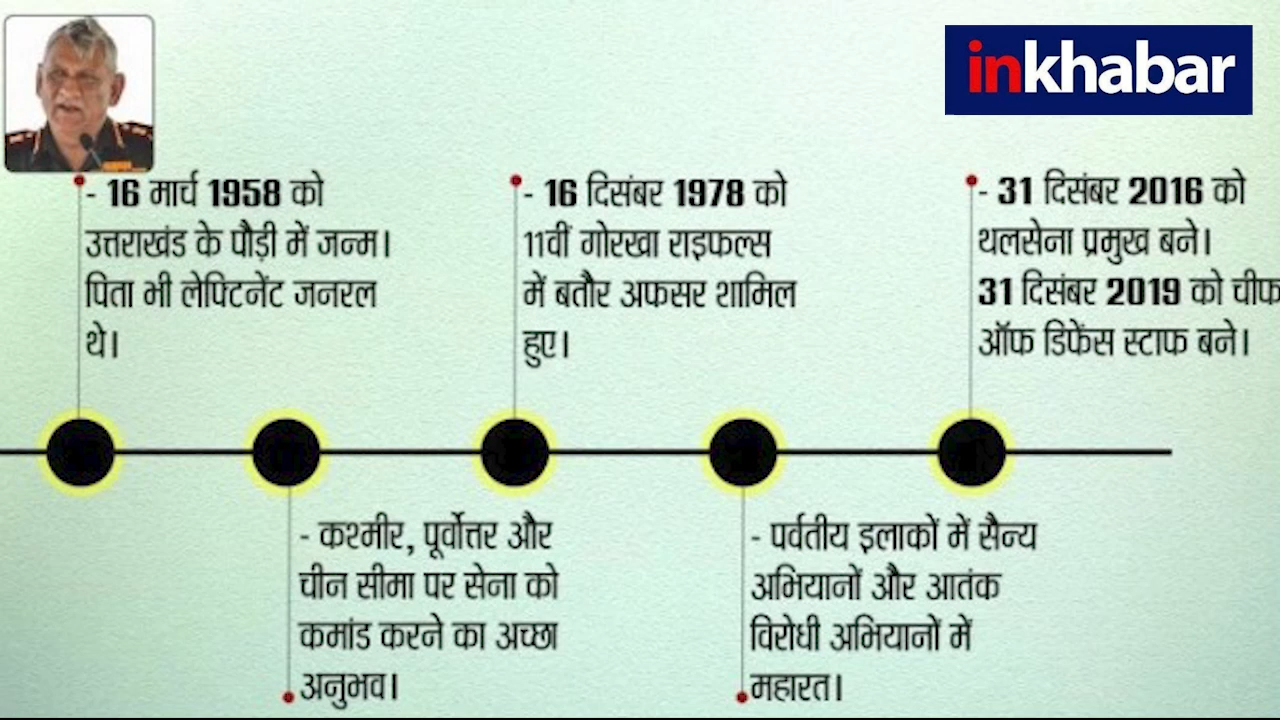 inkhabar
- 16 मार्च 1958 को
उत्तराखंड के पौड़ी में जन्म।
पिता भी लेफ्टिनेंट जनरल
थे।
- 16 दिसंबर 1978 को
11वीं गोरखा राइफल्स
में बतौर अफसर शामिल
हुए।
- 31 दिसंबर 2016 को
थलसेना प्रमुख बने।
31 दिसंबर 2019 को चीफ
ऑफ डिफेंस स्टाफ बने।
- कश्मीर, पूर्वोत्तर और
चीन सीमा पर सेना को
कमांड करने का अच्छा
अनुभव।
- पर्वतीय इलाकों में सैन्य
अभियानों और आतंक
विरोधी अभियानों में
महारत।